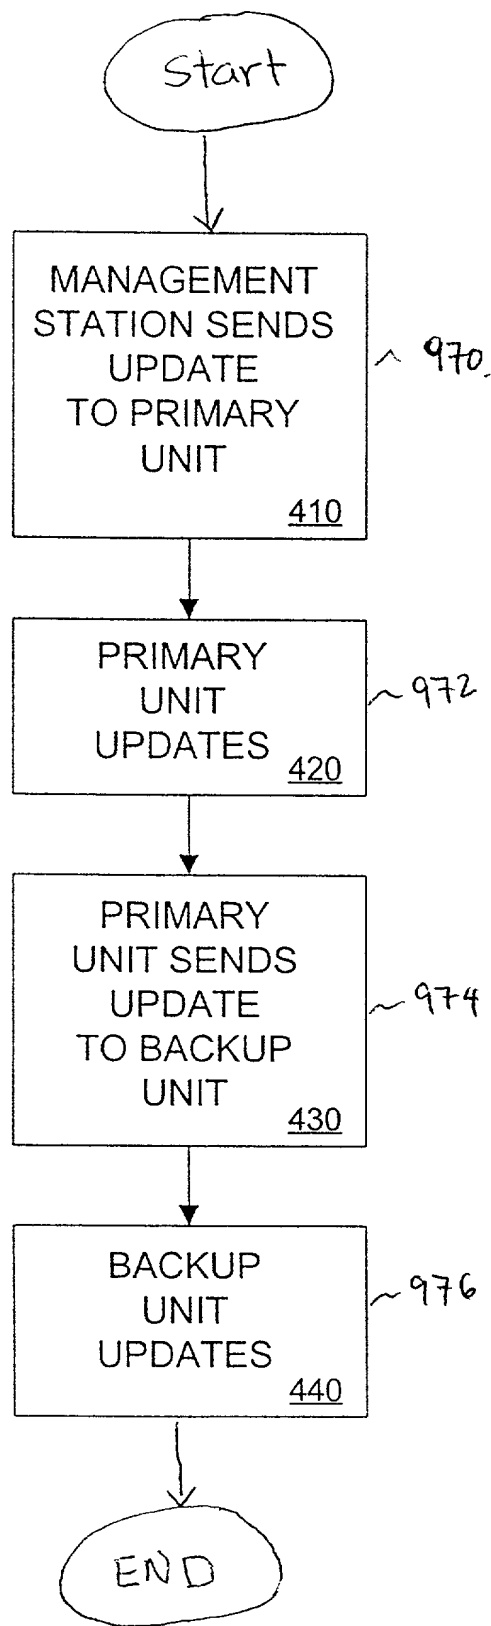 Start
MANAGEMENT
STATION SENDS
UPDATE
TO PRIMARY
UNIT
410
970
PRIMARY
UNIT
UPDATES
420
972
PRIMARY
UNIT SENDS
UPDATE
TO BACKUP
UNIT
430
974
BACKUP
UNIT
UPDATES
440
976
END